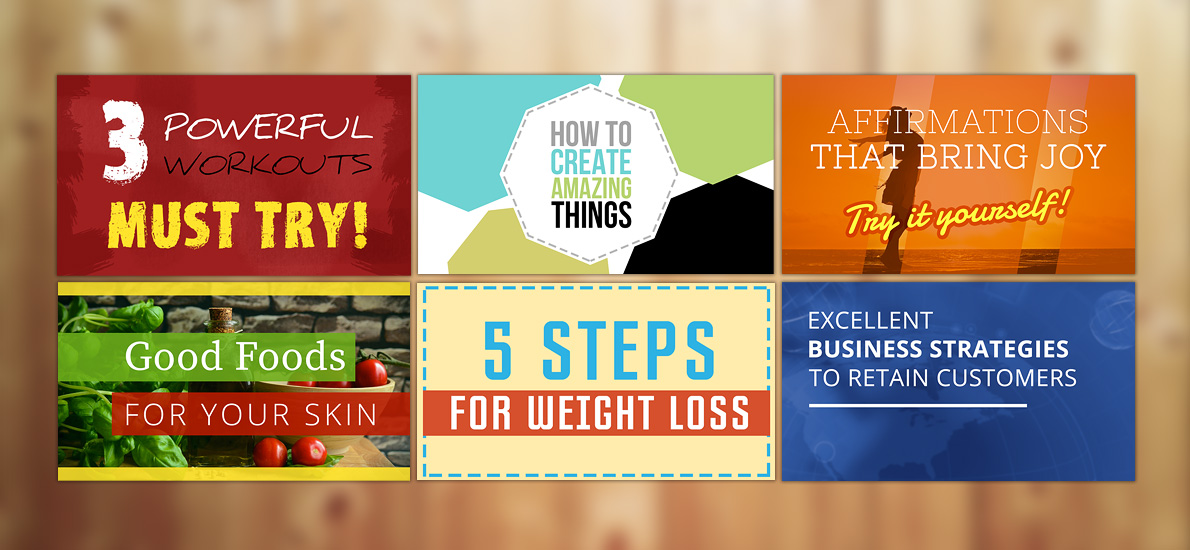 3 POWERFUL
WORKOUTS
MUST TRY!
HOW TO
CREATE
AMAZING
THINGS
AFFIRMATIONS
THAT BRING JOY
Try it yourself!
Good Foods
FOR YOUR SKIN
5 STEPS
FOR WEIGHT LOSS
EXCELLENT
BUSINESS STRATEGIES
TO RETAIN CUSTOMERS